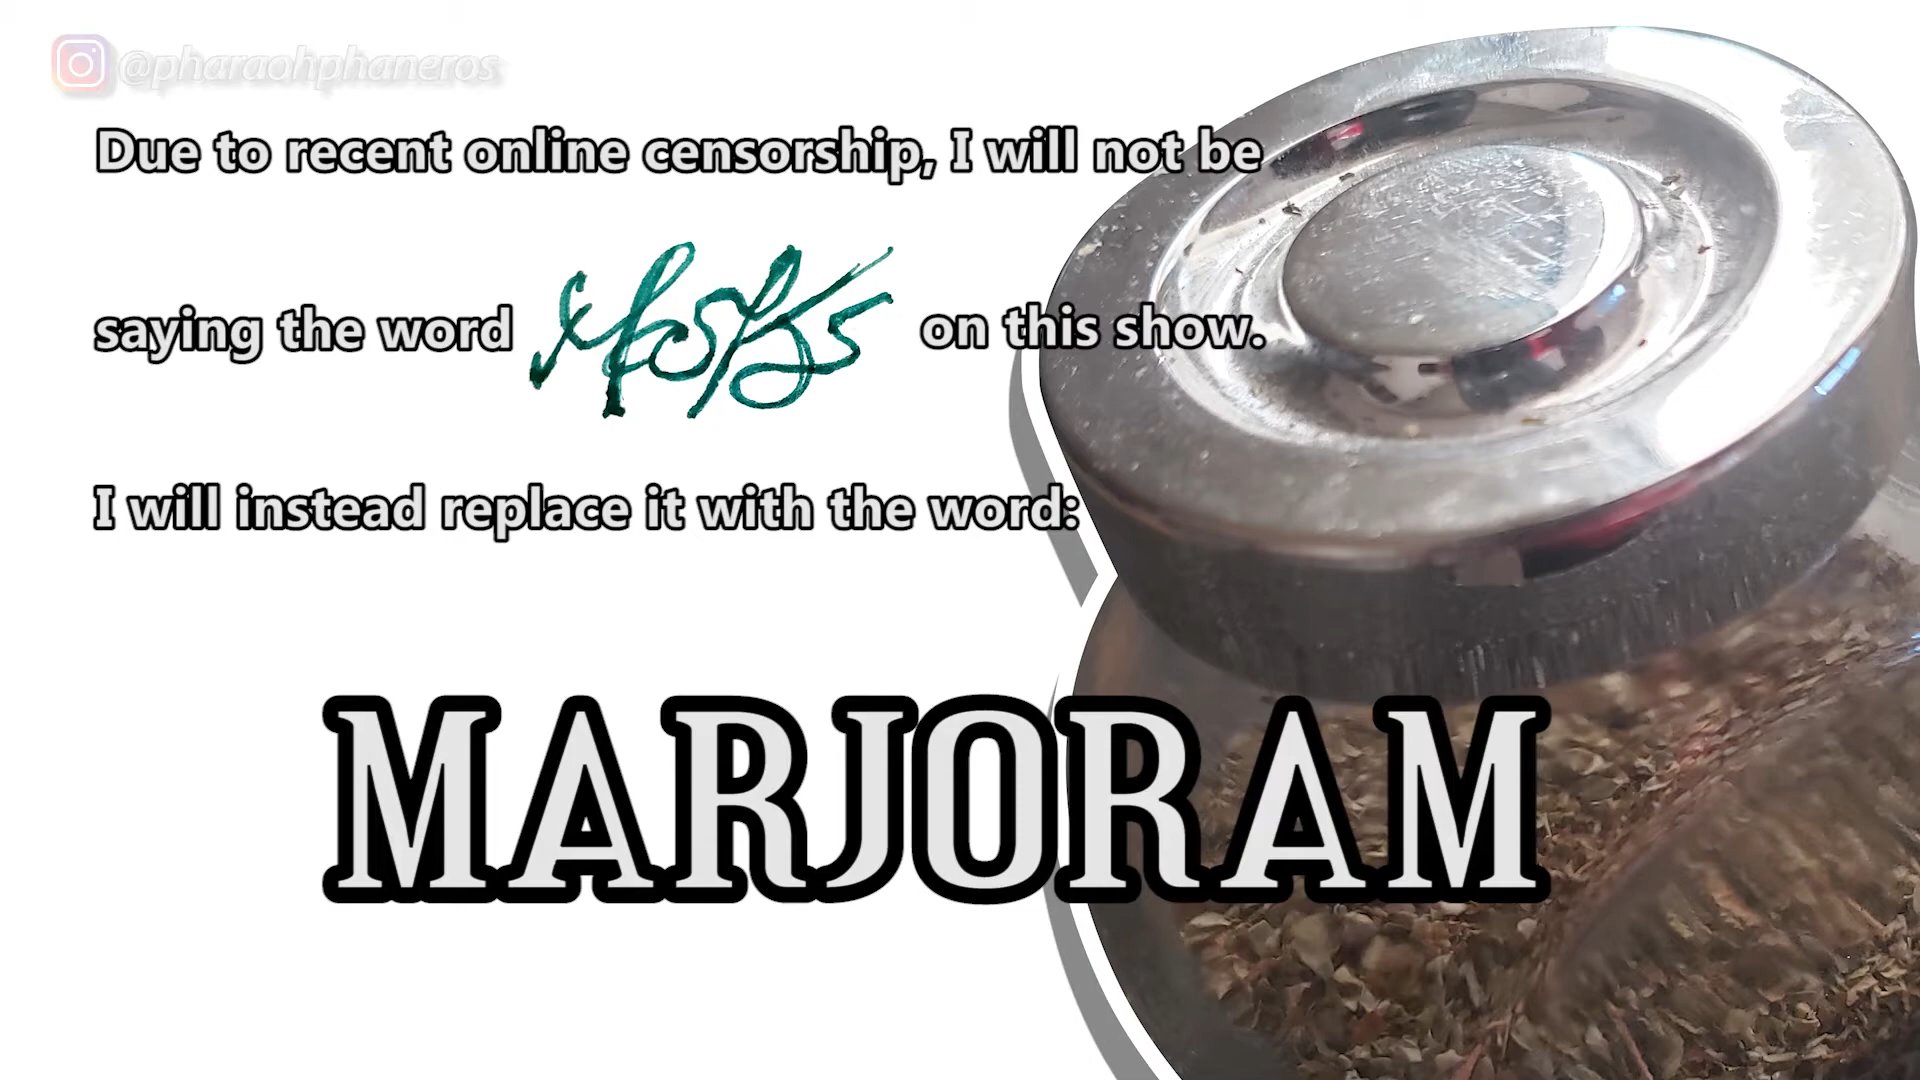 @pharaohphaneros
Due to recent online censorship, I will not be
saying the word on this show.
I will instead replace it with the word:
MARJORAM